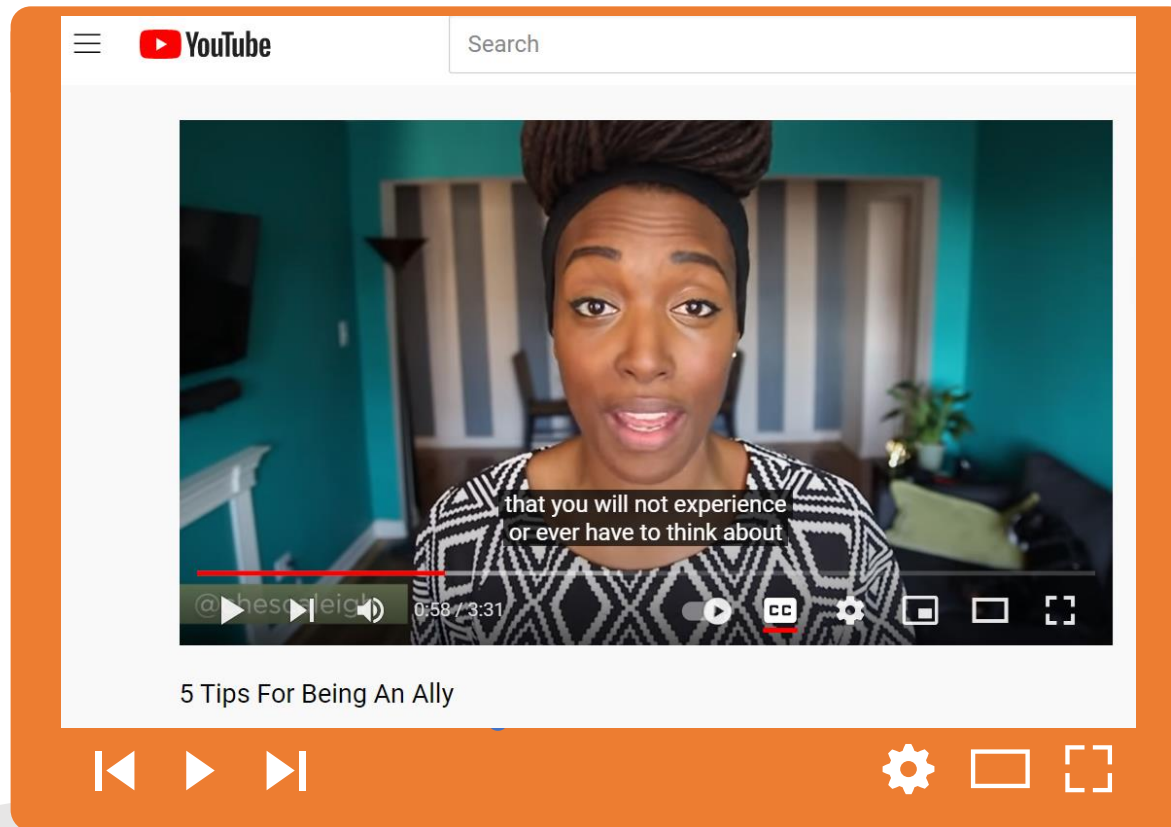 YouTube
Search
that you will not experience
or ever have to think about
0:58 / 3:31
CC
5 Tips For Being An Ally